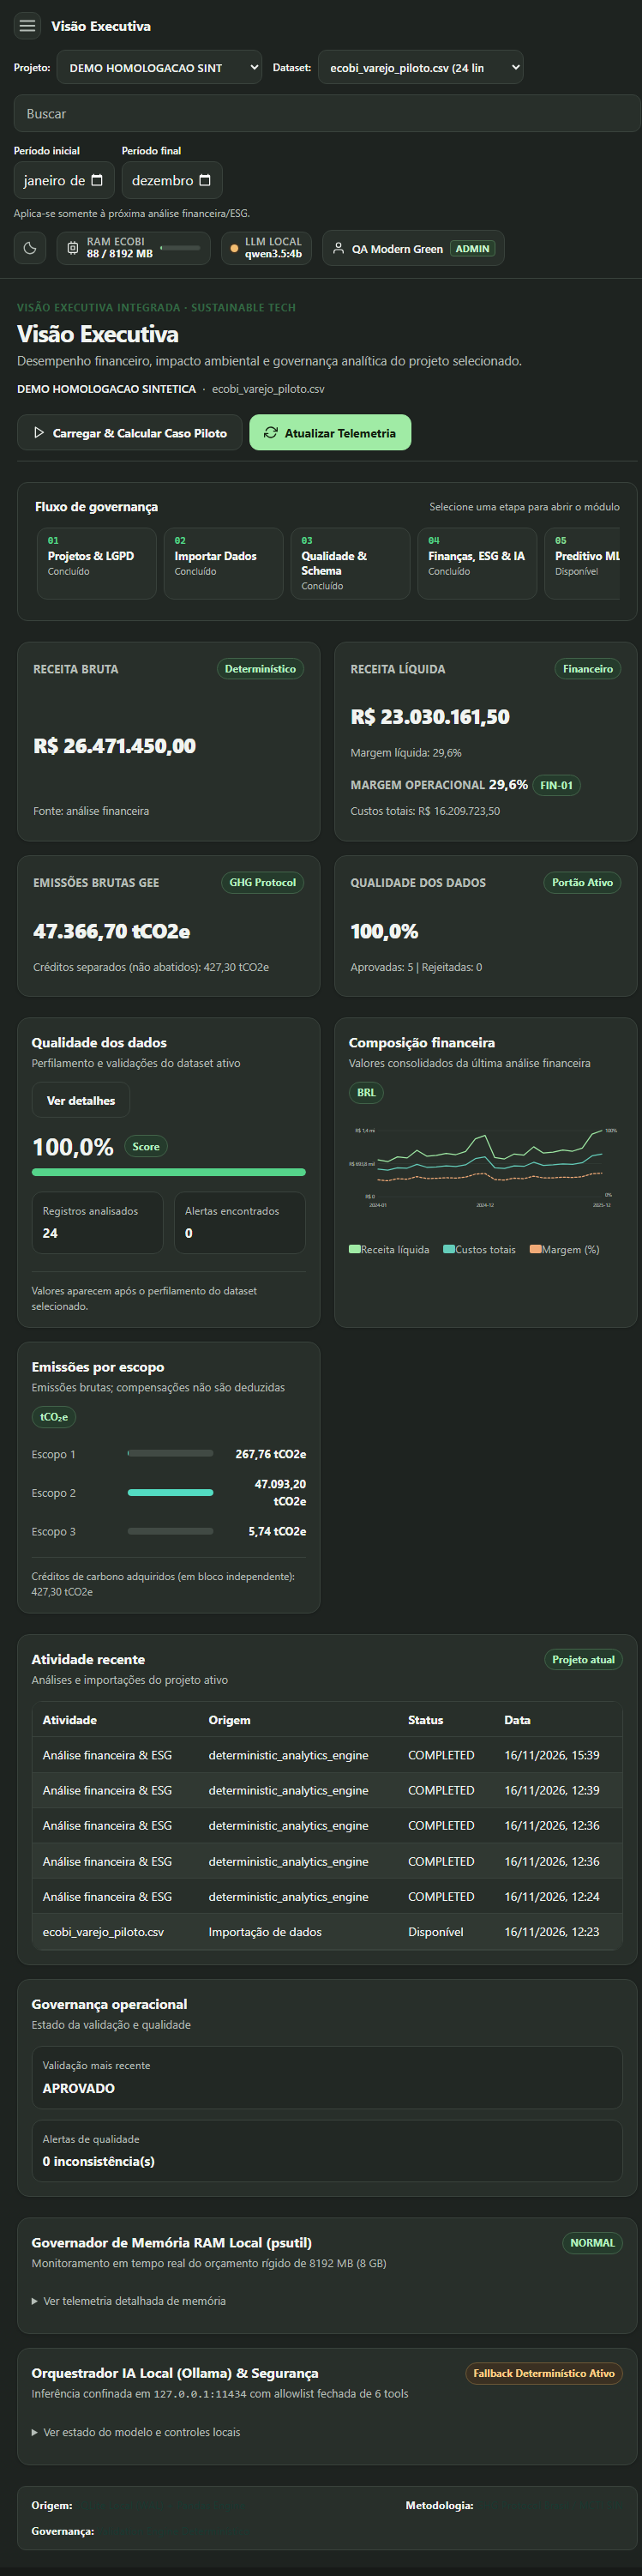 Visão Executiva
Projeto: DEMO HOMOLOGACAO SINT Dataset: ecobi_varejo_piloto.csv (24 lin
Buscar
Período inicial Período final
janeiro de dezembro
Aplica-se somente à próxima análise financeira/ESG.
RAM ECOBI
88 / 8192 MB
LLM LOCAL
qwen3.5:4b
QA Modern Green ADMIN
VISÃO EXECUTIVA INTEGRADA · SUSTAINABLE TECH
Visão Executiva
Desempenho financeiro, impacto ambiental e governança analítica do projeto selecionado.
DEMO HOMOLOGACAO SINTETICA · ecobi_varejo_piloto.csv
Carregar & Calcular Caso Piloto
Atualizar Telemetria
Fluxo de governança Selecione uma etapa para abrir o módulo
01
Projetos & LGPD
Concluído
02
Importar Dados
Concluído
03
Qualidade &
Schema
Concluído
04
Finanças, ESG & IA
Concluído
05
Preditivo ML
Disponível
RECEITA BRUTA Determinístico
R$ 26.471.450,00
Fonte: análise financeira
RECEITA LÍQUIDA Financeiro
R$ 23.030.161,50
Margem líquida: 29,6%
MARGEM OPERACIONAL 29,6% FIN-01
Custos totais: R$ 16.209.723,50
EMISSÕES BRUTAS GEE GHG Protocol
47.366,70 tCO2e
Créditos separados (não abatidos): 427,30 tCO2e
QUALIDADE DOS DADOS Portão Ativo
100,0%
Aprovadas: 5 | Rejeitadas: 0
Qualidade dos dados
Perfilamento e validações do dataset ativo
Ver detalhes
100,0% Score
Registros analisados
24
Alertas encontrados
0
Valores aparecem após o perfilamento do dataset
selecionado.
Composição financeira
Valores consolidados da última análise financeira
BRL
R$ 1,4 mi 100%
R$ 693,8 mil
R$ 0 0%
2024-01 2024-12 2025-12
Receita líquida Custos totais Margem (%)
Emissões por escopo
Emissões brutas; compensações não são deduzidas
tCO₂e
Escopo 1 267,76 tCO2e
Escopo 2 47.093,20
tCO2e
Escopo 3 5,74 tCO2e
Créditos de carbono adquiridos (em bloco independente):
427,30 tCO2e
Atividade recente Projeto atual
Análises e importações do projeto ativo
Atividade Origem Status Data
Análise financeira & ESG deterministic_analytics_engine COMPLETED 16/11/2026, 15:39
Análise financeira & ESG deterministic_analytics_engine COMPLETED 16/11/2026, 12:39
Análise financeira & ESG deterministic_analytics_engine COMPLETED 16/11/2026, 12:36
Análise financeira & ESG deterministic_analytics_engine COMPLETED 16/11/2026, 12:36
Análise financeira & ESG deterministic_analytics_engine COMPLETED 16/11/2026, 12:24
ecobi_varejo_piloto.csv Importação de dados Disponível 16/11/2026, 12:23
Governança operacional
Estado da validação e qualidade
Validação mais recente
APROVADO
Alertas de qualidade
0 inconsistência(s)
Governador de Memória RAM Local (psutil) NORMAL
Monitoramento em tempo real do orçamento rígido de 8192 MB (8 GB)
Ver telemetria detalhada de memória
Orquestrador IA Local (Ollama) & Segurança Fallback Determinístico Ativo
Inferência confinada em 127.0.0.1:11434 com allowlist fechada de 6 tools
Ver estado do modelo e controles locais
Origem: Metodologia:
Governança: